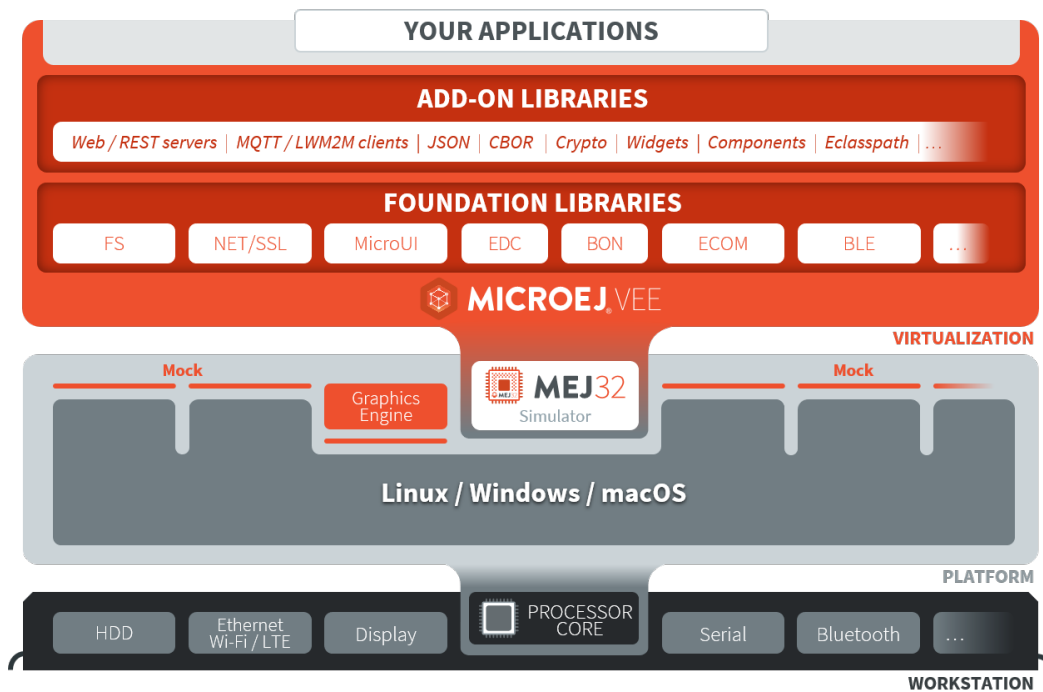 YOUR APPLICATIONS
ADD-ON LIBRARIES
Web / REST servers | MQTT / LWM2M clients | JSON | CBOR | Crypto | Widgets | Components | Eclasspath | ...
FOUNDATION LIBRARIES
FS
NET/SSL
MicroUI
EDC
BON
ECOM
BLE
...
MICROEJ® VEE
VIRTUALIZATION
Mock
Graphics
Engine
MEJ32
MEJ32
Simulator
Mock
Linux / Windows / macOS
PLATFORM
HDD
Ethernet
Wi-Fi / LTE
Display
PROCESSOR
CORE
Serial
Bluetooth
...
WORKSTATION